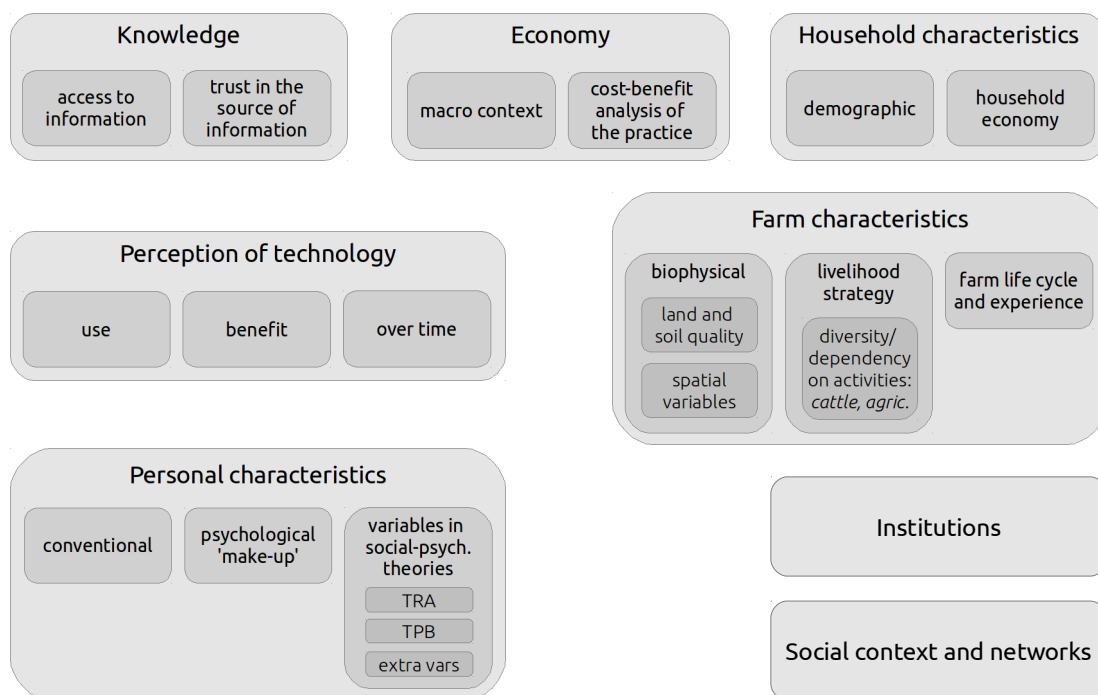 Knowledge
access to
information
trust in the
source of
information
Economy
macro context
cost-benefit
analysis of
the practice
Household characteristics
demographic
household
economy
Perception of technology
use
benefit
over time
Farm characteristics
biophysical
land and
soil quality
spatial
variables
livelihood
strategy
diversity/
dependency
on activities:
cattle, agric.
farm life cycle
and experience
Personal characteristics
conventional
psychological
'make-up'
variables in
social-psych.
theories
TRA
TPB
extra vars
Institutions
Social context and networks